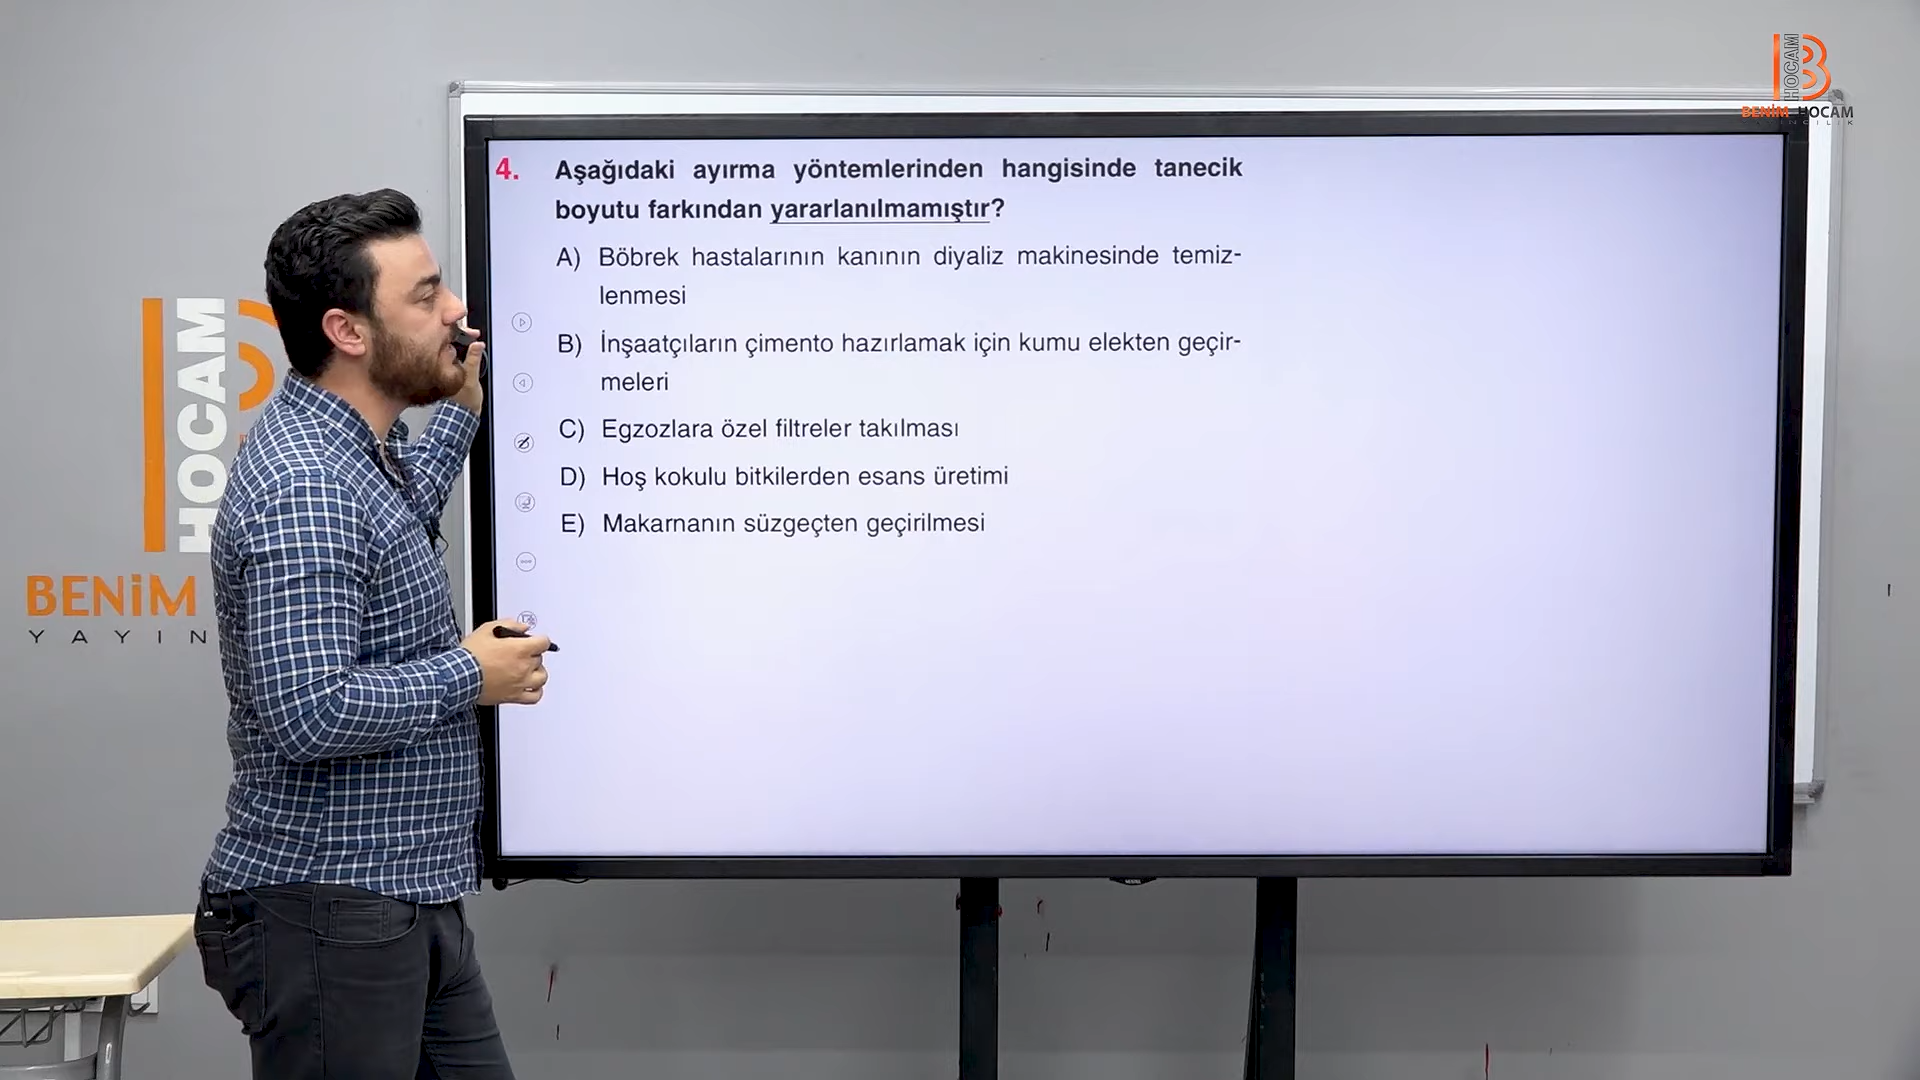 HOCAM
BENİM HOCAM
YAYINCILIK
4. Aşağıdaki ayırma yöntemlerinden hangisinde tanecik
boyutu farkından yararlanılmamıştır?
A) Böbrek hastalarının kanının diyaliz makinesinde temiz-
lenmesi
B) İnşaatçıların çimento hazırlamak için kumu elekten geçir-
meleri
C) Egzozlara özel filtreler takılması
D) Hoş kokulu bitkilerden esans üretimi
E) Makarnanın süzgeçten geçirilmesi
HOCAM
BENİM
YAYIN